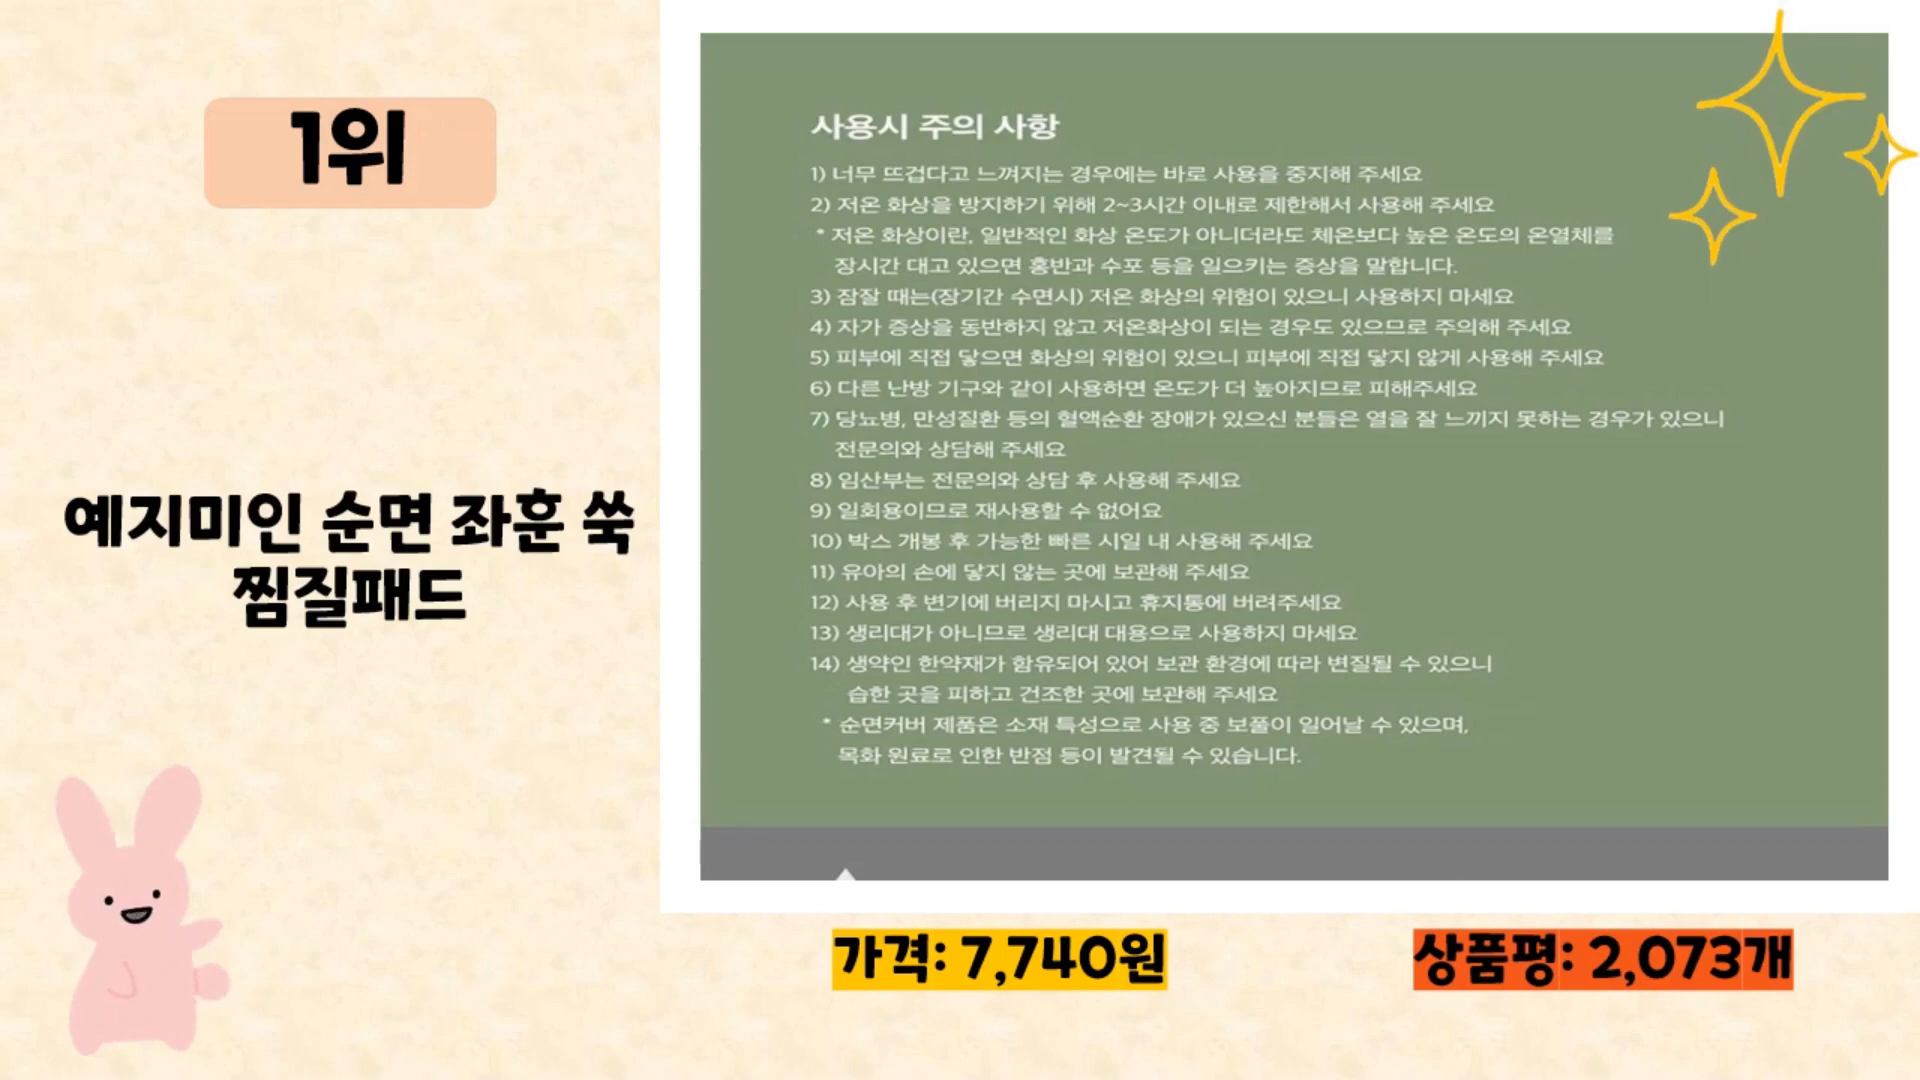 1위
예지미인 순면 좌훈 쑥
찜질패드
사용시 주의 사항
1) 너무 뜨겁다고 느껴지는 경우에는 바로 사용을 중지해 주세요
2) 저온 화상을 방지하기 위해 2~3시간 이내로 제한해서 사용해 주세요
* 저온 화상이란, 일반적인 화상 온도가 아니더라도 체온보다 높은 온도의 온열체를
장시간 대고 있으면 홍반과 수포 등을 일으키는 증상을 말합니다.
3) 잠잘 때는(장기간 수면시) 저온 화상의 위험이 있으니 사용하지 마세요
4) 자가 증상을 동반하지 않고 저온화상이 되는 경우도 있으므로 주의해 주세요
5) 피부에 직접 닿으면 화상의 위험이 있으니 피부에 직접 닿지 않게 사용해 주세요
6) 다른 난방 기구와 같이 사용하면 온도가 더 높아지므로 피해주세요
7) 당뇨병, 만성질환 등의 혈액순환 장애가 있으신 분들은 열을 잘 느끼지 못하는 경우가 있으니
전문의와 상담해 주세요
8) 임산부는 전문의와 상담 후 사용해 주세요
9) 일회용이므로 재사용할 수 없어요
10) 박스 개봉 후 가능한 빠른 시일 내 사용해 주세요
11) 유아의 손에 닿지 않는 곳에 보관해 주세요
12) 사용 후 변기에 버리지 마시고 휴지통에 버려주세요
13) 생리대가 아니므로 생리대 대용으로 사용하지 마세요
14) 생약인 한약재가 함유되어 있어 보관 환경에 따라 변질될 수 있으니
습한 곳을 피하고 건조한 곳에 보관해 주세요
* 순면커버 제품은 소재 특성으로 사용 중 보풀이 일어날 수 있으며,
목화 원료로 인한 반점 등이 발견될 수 있습니다.
가격: 7,740원
상품평: 2,073개